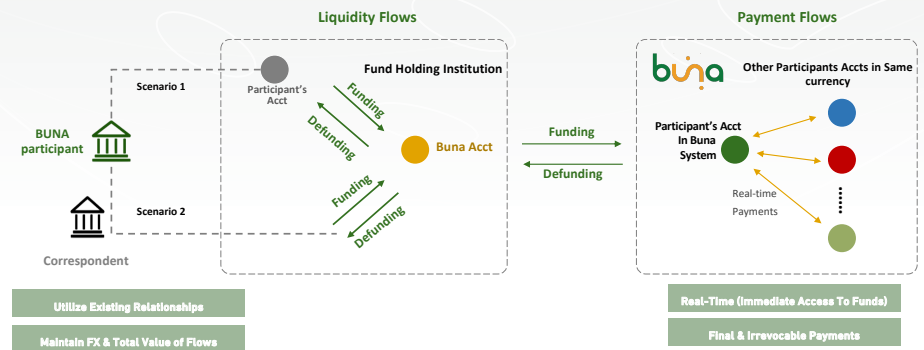 Liquidity Flows
Payment Flows
Scenario 1
Participant's
Acct
Fund Holding Institution
Funding
Defunding
Buna Acct
BUNA
participant
Funding
Defunding
Scenario 2
Correspondent
Funding
Defunding
buna
Other Participants Accts in Same
currency
Participant's Acct
In Buna
System
Real-time
Payments
Utilize Existing Relationships
Maintain FX & Total Value of Flows
Real-Time (Immediate Access To Funds)
Final & Irrevocable Payments